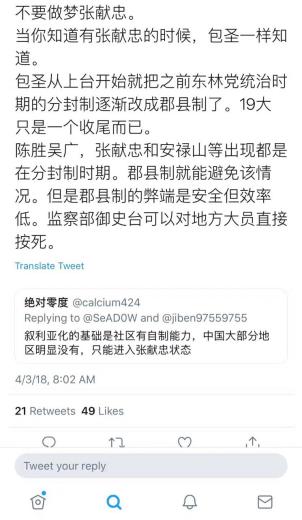 不要做梦张献忠。
当你知道有张献忠的时候，包圣一样知
道。
包圣从上台开始就把之前东林党统治时
期的分封制逐渐改成郡县制了。19大
只是一个收尾而已。
陈胜吴广，张献忠和安禄山等出现都是
在分封制时期。郡县制就能避免该情
况。但是郡县制的弊端是安全但效率
低。监察部御史台可以对地方大员直接
按死。
Translate Tweet
绝对零度 @calcium424
Replying to @SeAD0W and @jiben97559755
叙利亚化的基础是社区有自制能力，中国大部分地
区明显没有，只能进入张献忠状态
4/3/18, 8:02 AM
21 Retweets 49 Likes
Tweet your reply